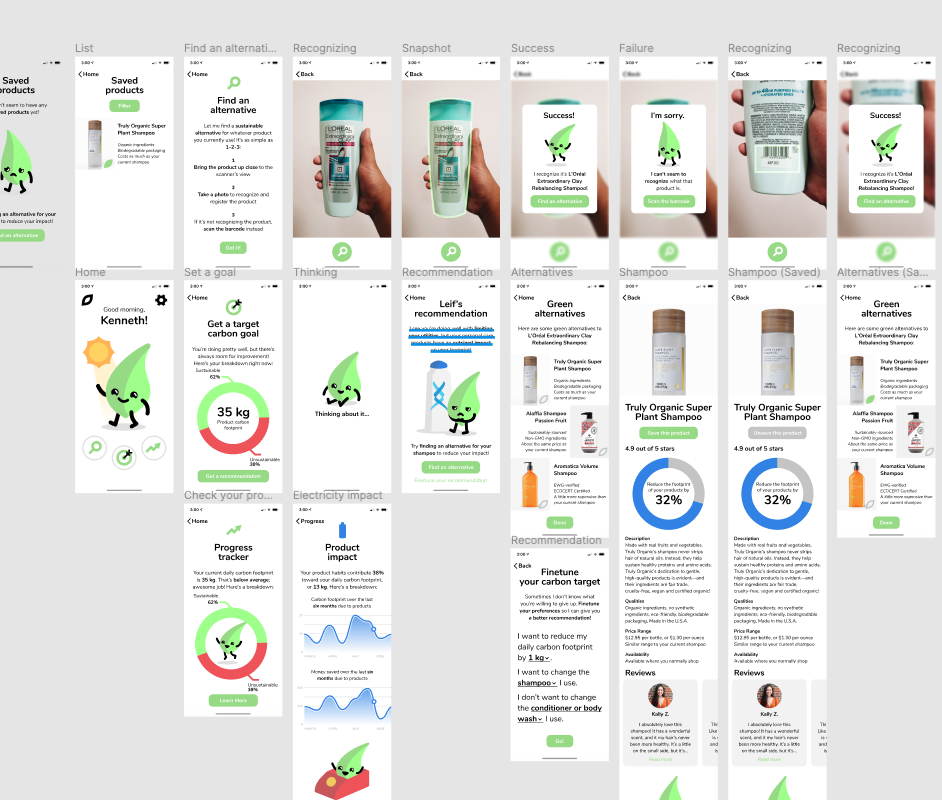 List
Find an alternati...
Recognizing
Snapshot
Success
Failure
Recognizing
Recognizing
Saved
products
't seem to have any
ved products yet!
an alternative for your
to reduce your impact!
d an alternative
3:00
Home
Saved
products
Filter
Truly Organic Super
Plant Shampoo
Organic ingredients
Biodegradable packaging
Costs as much as your
current shampoo
3:00
Home
Find an
alternative
Let me find a sustainable
alternative for whatever product
you currently use! It's as simple as
1-2-3:
1
Bring the product up close to the
scanner's view
2
Take a photo to recognize and
register the product
3
If it's not recognizing the product,
scan the barcode instead
Got it!
3:00
Back
L'OREAL
3:00
Back
L'OREAL
3:00
Back
Success!
I recognize it's L'Oréal
Extraordinary Clay
Rebalancing Shampoo!
Find an alternative
3:00
I'm sorry.
I can't seem to
recognize what that
product is.
Scan the barcode
3:00
Back
3:00
Success!
I recognize it's L'Oréal
Extraordinary Clay
Rebalancing Shampoo!
Find an alternative
Home
Set a goal
Thinking
Recommendation
Alternatives
Shampoo
Shampoo (Saved)
Alternatives (Sa...
3:00
Good morning,
Kenneth!
3:00
Home
Get a target
carbon goal
You're doing pretty well, but there's
always room for improvement!
Here's your breakdown right now:
Sustainable
62%
35 kg
Product carbon
footprint
Unsustainable
38%
Get a recommendation
3:00
Thinking about it...
3:00
Home
Leif's
recommendation
Try finding an alternative for your
shampoo to reduce your impact!
Find an alternative
Finetune your recommendation
3:00
Home
Green
alternatives
Here are some green alternatives to
L'Oréal Extraordinary Clay
Rebalancing Shampoo:
Truly Organic Super
Plant Shampoo
Organic ingredients
Biodegradable packaging
Costs as much as your
current shampoo
Alaffia Shampoo
Passion Fruit
Sustainably-sourced
Non-GMO ingredients
About the same price as
your current shampoo
Aromatica Volume
Shampoo
EWG-verified
ECOCERT Certified
A little more expensive than
your current shampoo
Done
3:00
Back
Truly Organic Super
Plant Shampoo
Save this product
4.9 out of 5 stars
Reduce the footprint
of your products by
32%
Description
Made with real fruits and vegetables,
Truly Organic's shampoo never strips
hair of natural oils. Instead, they help
sustain healthy proteins and amino acids.
Truly Organic's dedication to gentle,
high-quality products is evident—and
their ingredients are fair trade,
cruelty-free, vegan and certified organic!
Qualities
Organic ingredients, no synthetic
ingredients, eco-friendly, biodegradable
packaging. Made in the U.S.A.
Price Range
$12.95 per bottle, or $1.30 per ounce
Similar range to your current shampoo
Availability
Available where you normally shop
Reviews
Kally Z.
I absolutely love this
shampoo! It has a wonderful
scent, and it my hair's never
been more healthy. It's a little
on the small side, but it's...
Read more
3:00
Back
Truly Organic Super
Plant Shampoo
Unsave this product
4.9 out of 5 stars
Reduce the footprint
of your products by
32%
Description
Made with real fruits and vegetables,
Truly Organic's shampoo never strips
hair of natural oils. Instead, they help
sustain healthy proteins and amino acids.
Truly Organic's dedication to gentle,
high-quality products is evident—and
their ingredients are fair trade,
cruelty-free, vegan and certified organic!
Qualities
Organic ingredients, no synthetic
ingredients, eco-friendly, biodegradable
packaging. Made in the U.S.A.
Price Range
$12.95 per bottle, or $1.30 per ounce
Similar range to your current shampoo
Availability
Available where you normally shop
Reviews
Kally Z.
I absolutely love this
shampoo! It has a wonderful
scent, and it my hair's never
been more healthy. It's a little
on the small side, but it's...
Read more
3:00
Home
Green
alternatives
Here are some green alternatives to
L'Oréal Extraordinary Clay
Rebalancing Shampoo:
Truly Organic Super
Plant Shampoo
Organic ingredients
Biodegradable packaging
Costs as much as your
current shampoo
Alaffia Shampoo
Passion Fruit
Sustainably-sourced
Non-GMO ingredients
About the same price as
your current shampoo
Aromatica Volume
Shampoo
EWG-verified
ECOCERT Certified
A little more expensive than
your current shampoo
Done
Check your pro...
Electricity impact
Recommendation
3:00
Home
Progress
tracker
Your current daily carbon footprint
is 35 kg. That's below average;
awesome job! Here's a breakdown:
Sustainable
62%
Unsustainable
38%
Learn More
3:00
Progress
Product
impact
Your product habits contribute 38%
toward your daily carbon footprint,
or 13 kg. Here's a breakdown:
Carbon footprint over the last
six months due to products
Money saved over the last six
months due to products
3:00
Back
Finetune
your carbon target
Sometimes I don't know what
you're willing to give up. Finetune
your preferences so I can give you
a better recommendation!
I want to reduce my
daily carbon footprint
by 1 kg.
I want to change the
shampoo I use.
I don't want to change
the conditioner or body
wash I use.
Go!